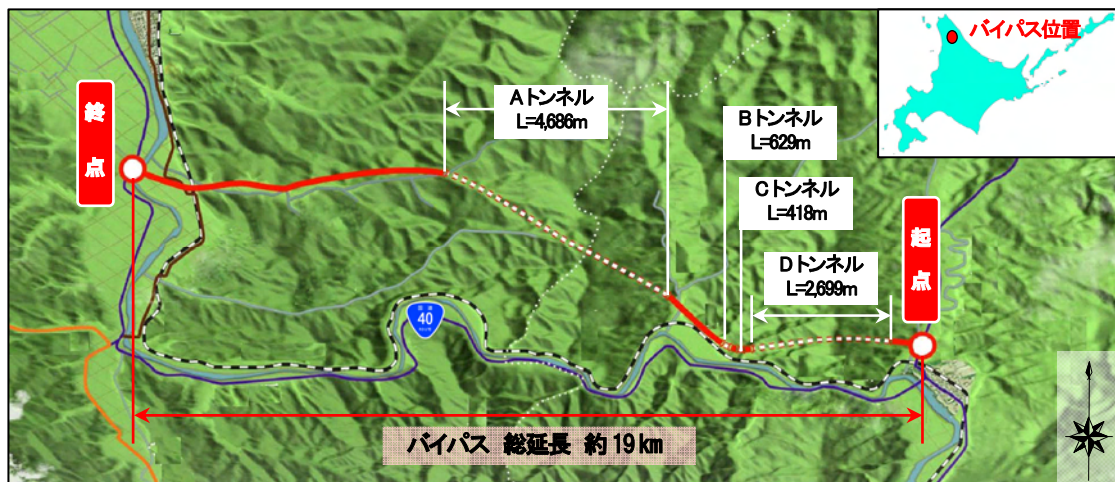 バイパス位置
Aトンネル
L=4,686m
Bトンネル
L=629m
Cトンネル
L=418m
Dトンネル
L=2,699m
終点
起点
40
バイパス 総延長 約19km